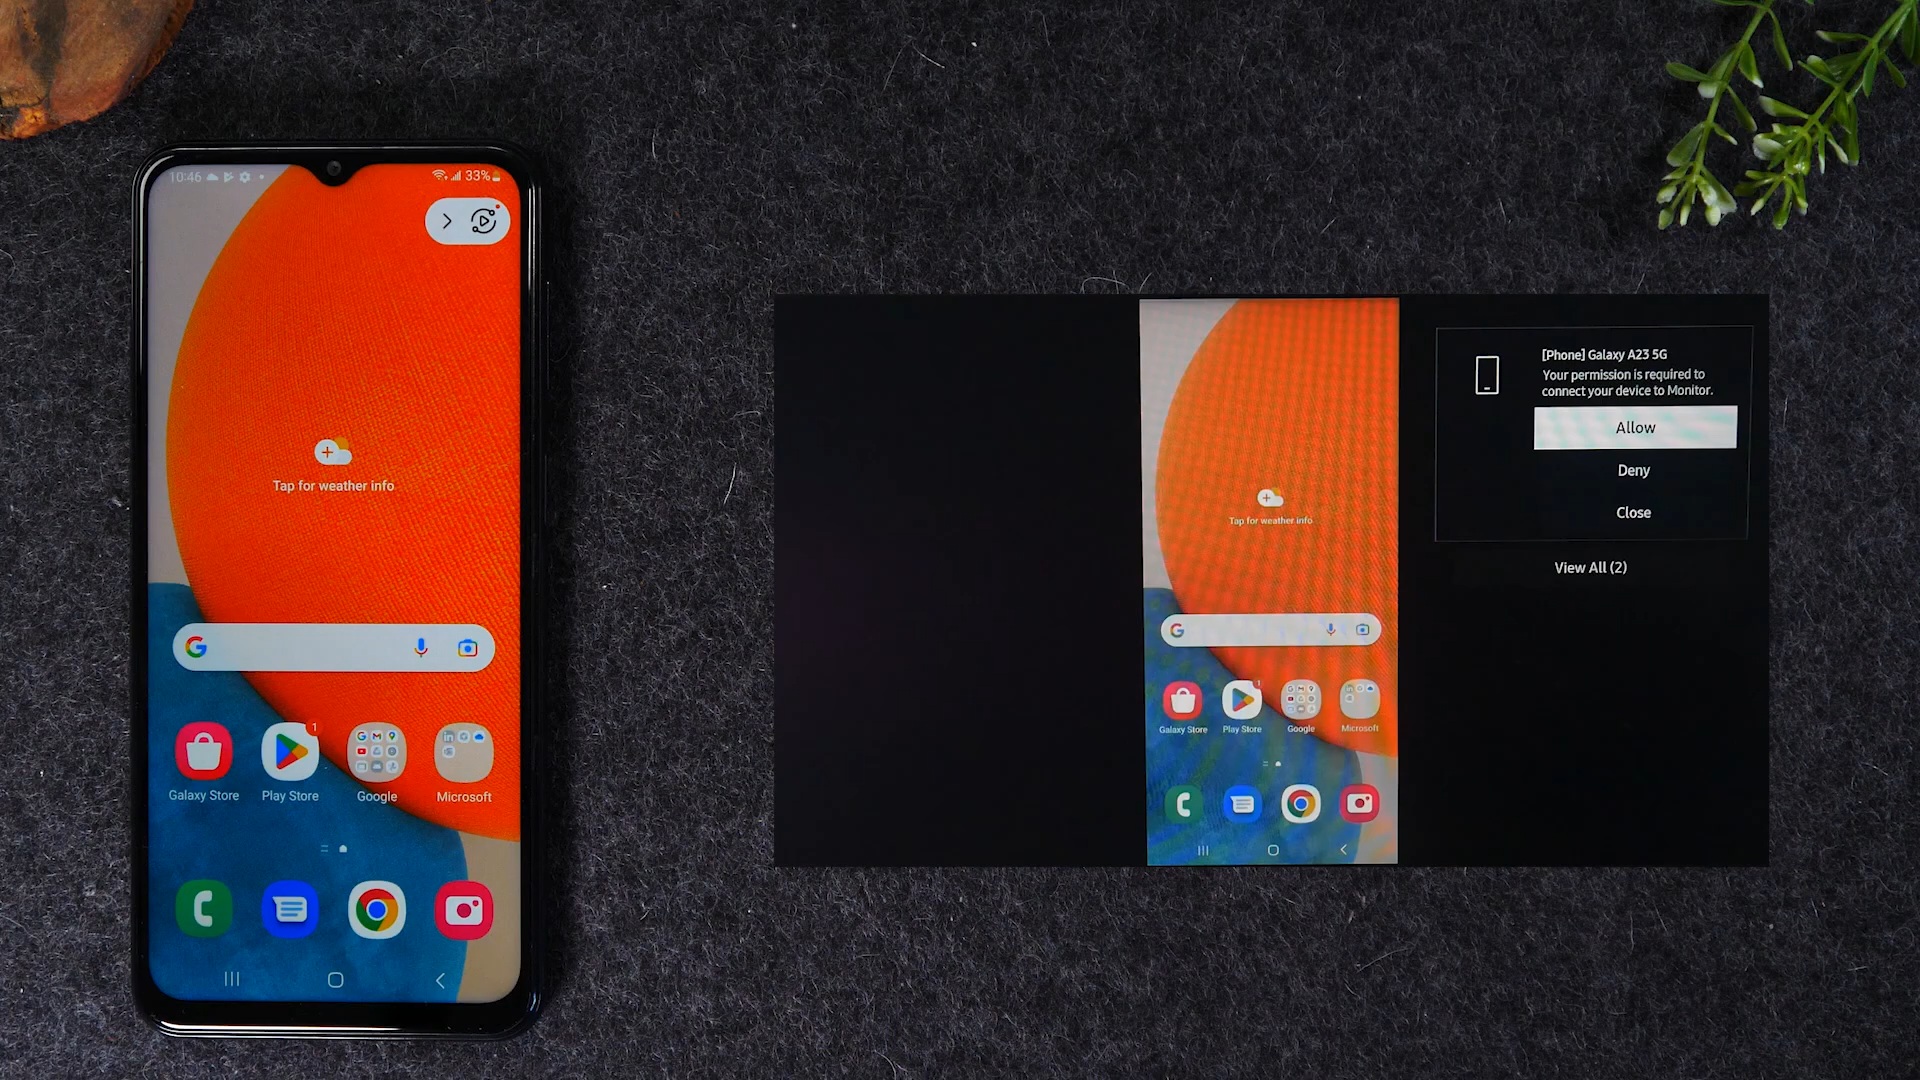 10:46
33%
Tap for weather info
1
Galaxy Store
Play Store
Google
Microsoft
Tap for weather info
1
Galaxy Store
Play Store
Google
Microsoft
[Phone] Galaxy A23 5G
Your permission is required to
connect your device to Monitor.
Allow
Deny
Close
View All (2)